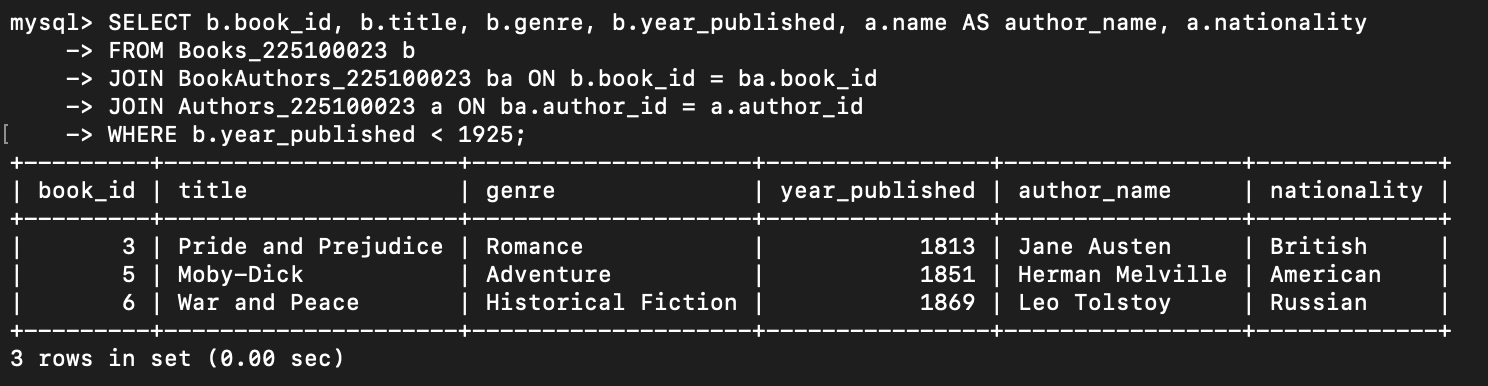 mysql> SELECT b.book_id, b.title, b.genre, b.year_published, a.name AS author_name, a.nationality
    -> FROM Books_225100023 b
    -> JOIN BookAuthors_225100023 ba ON b.book_id = ba.book_id
    -> JOIN Authors_225100023 a ON ba.author_id = a.author_id
[    -> WHERE b.year_published < 1925;
+---------+---------------------+--------------------+----------------+-----------------+-------------+
| book_id | title               | genre              | year_published | author_name     | nationality |
+---------+---------------------+--------------------+----------------+-----------------+-------------+
|       3 | Pride and Prejudice | Romance            |           1813 | Jane Austen     | British     |
|       5 | Moby-Dick           | Adventure          |           1851 | Herman Melville | American    |
|       6 | War and Peace       | Historical Fiction |           1869 | Leo Tolstoy     | Russian     |
+---------+---------------------+--------------------+----------------+-----------------+-------------+
3 rows in set (0.00 sec)